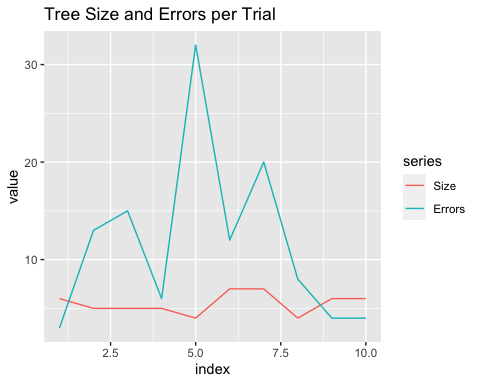 Tree Size and Errors per Trial
30
20
10
value
2.5
5.0
7.5
10.0
index
series
Size
Errors